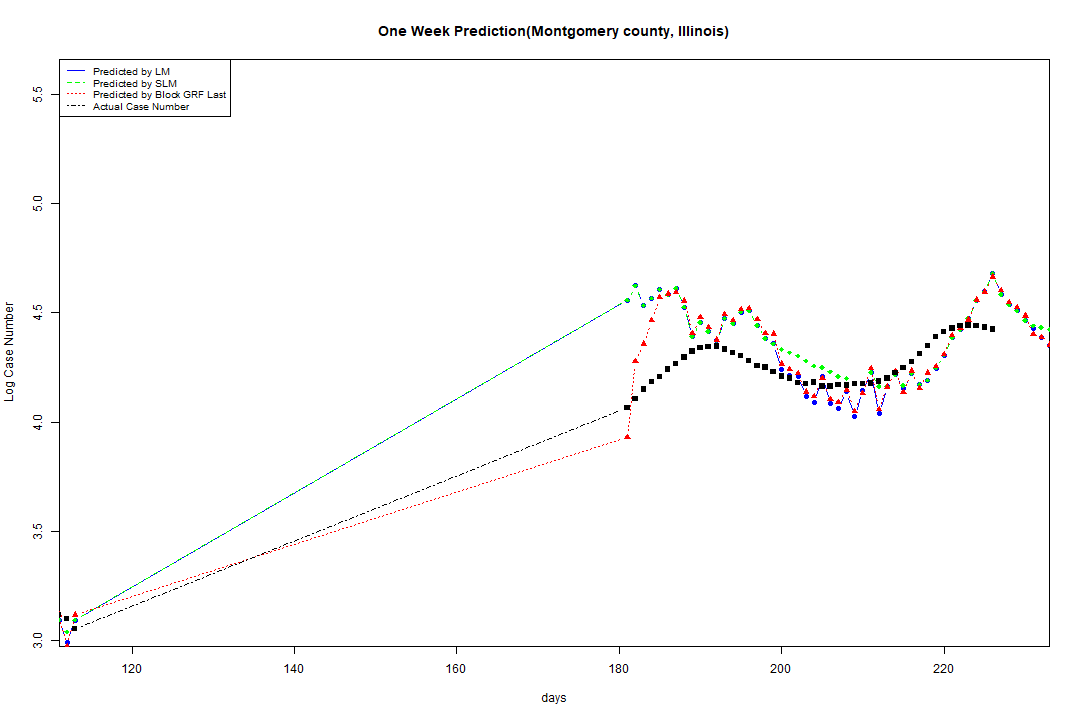 One Week Prediction(Montgomery county, Illinois)
Predicted by LM
Predicted by SLM
Predicted by Block GRF Last
Actual Case Number
5.5
5.0
4.5
4.0
3.5
3.0
Log Case Number
120 140 160 180 200 220
days